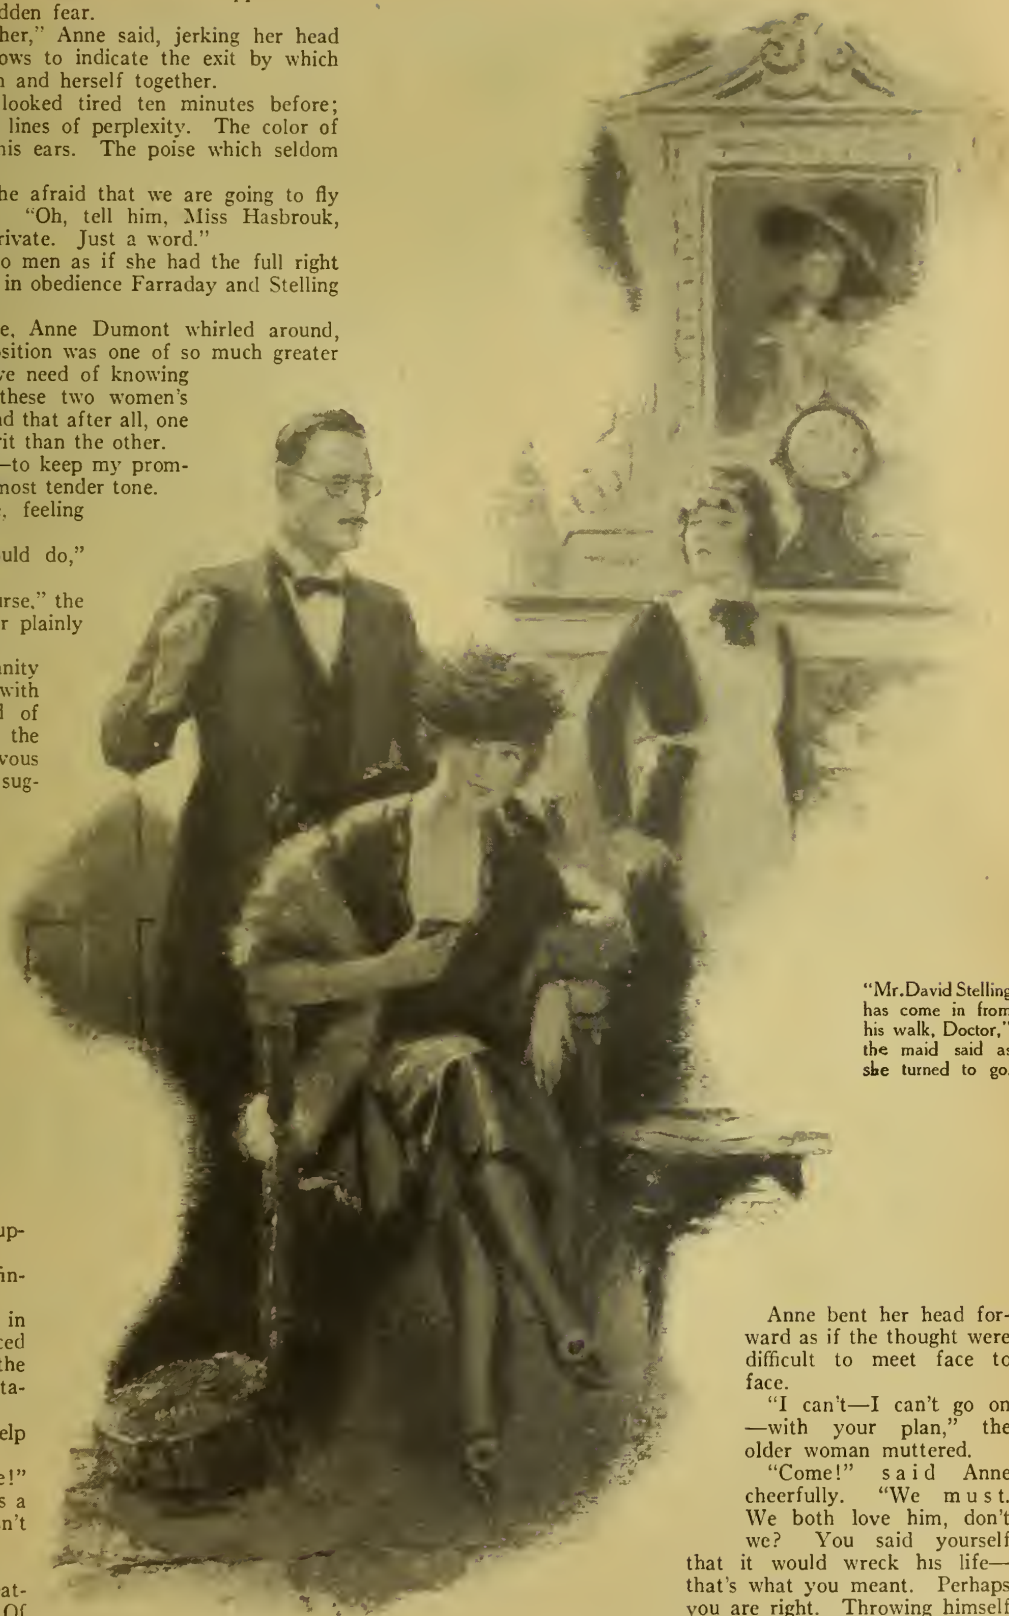 dden fear.
her,” Anne said, jerking her head
ows to indicate the exit by which
n and herself together.
looked tired ten minutes before;
lines of perplexity. The color of
his ears. The poise which seldom
he afraid that we are going to fly
“Oh, tell him, Miss Hasbrouk,
rivate. Just a word.”
o men as if she had the full right
in obedience Farraday and Stelling
e, Anne Dumont whirled around,
sition was one of so much greater
ve need of knowing
these two women’s
nd that after all, one
rit than the other.
—to keep my prom-
most tender tone.
e, feeling
uld do,”
urse,” the
r plainly
nity
with
d of
the
vous
sug-
up-
fin-
in
ced
the
ta-
elp
e!”
s a
n’t
at-
Of
“Mr. David Stelling
has come in from
his walk, Doctor,”
the maid said as
she turned to go.
Anne bent her head for-
ward as if the thought were
difficult to meet face to
face.
“I can’t—I can’t go on
—with your plan,” the
older woman muttered.
“Come!” said Anne
cheerfully. “We must.
We both love him, don’t
we? You said yourself
that it would wreck his life—
that’s what you meant. Perhaps
you are right. Throwing himself